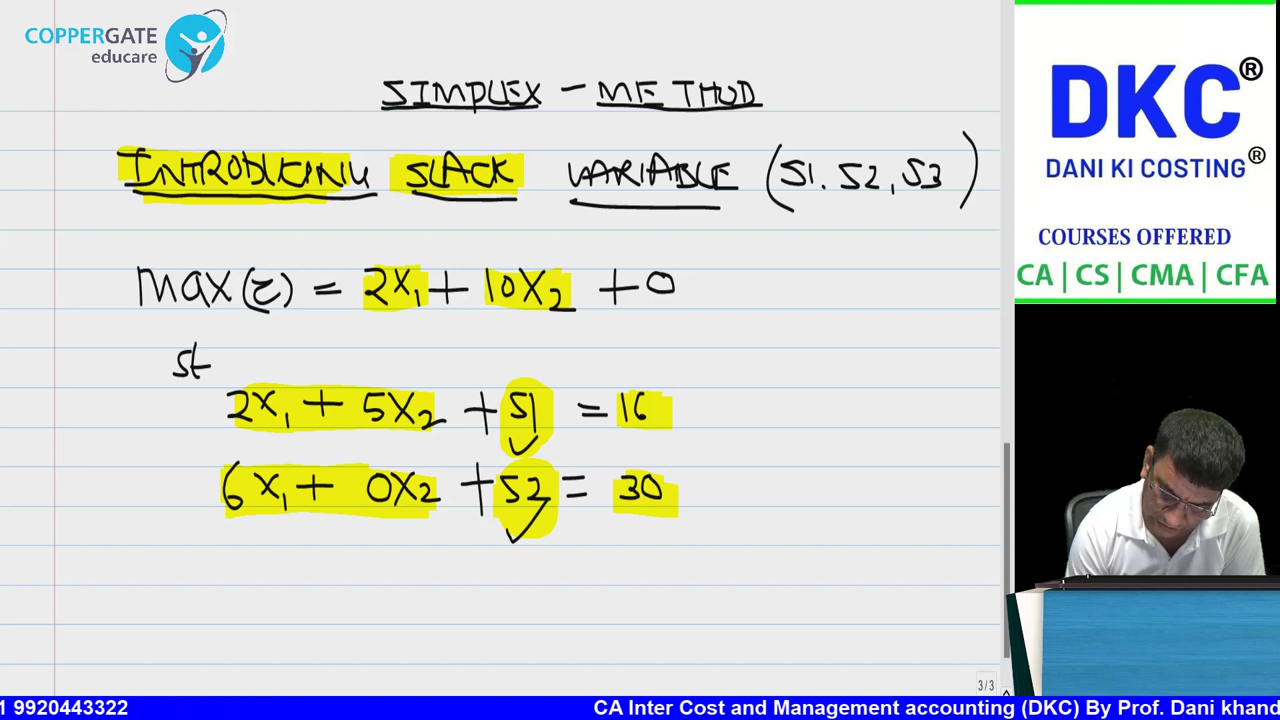 COPPERGATE
educare
SIMPLEX - METHOD
INTRODUCING SLACK VARIABLE (S1, S2, S3)
Max(Z) = 2X₁ + 10X₂ + 0
St
2X₁ + 5X₂ + S1 = 16
6X₁ + 0X₂ + S2 = 30
3/3
DKC®
DANI KI COSTING®
COURSES OFFERED
CA | CS | CMA | CFA
1 9920443322 CA Inter Cost and Management accounting (DKC) By Prof. Dani khand